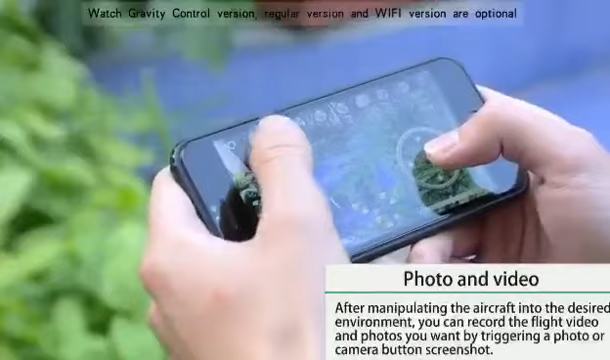 Watch Gravity Control version, regular version and WIFI version are optional
Photo and video
After manipulating the aircraft into the desired
environment, you can record the flight video
and photos you want by triggering a photo or
camera button screenshot.